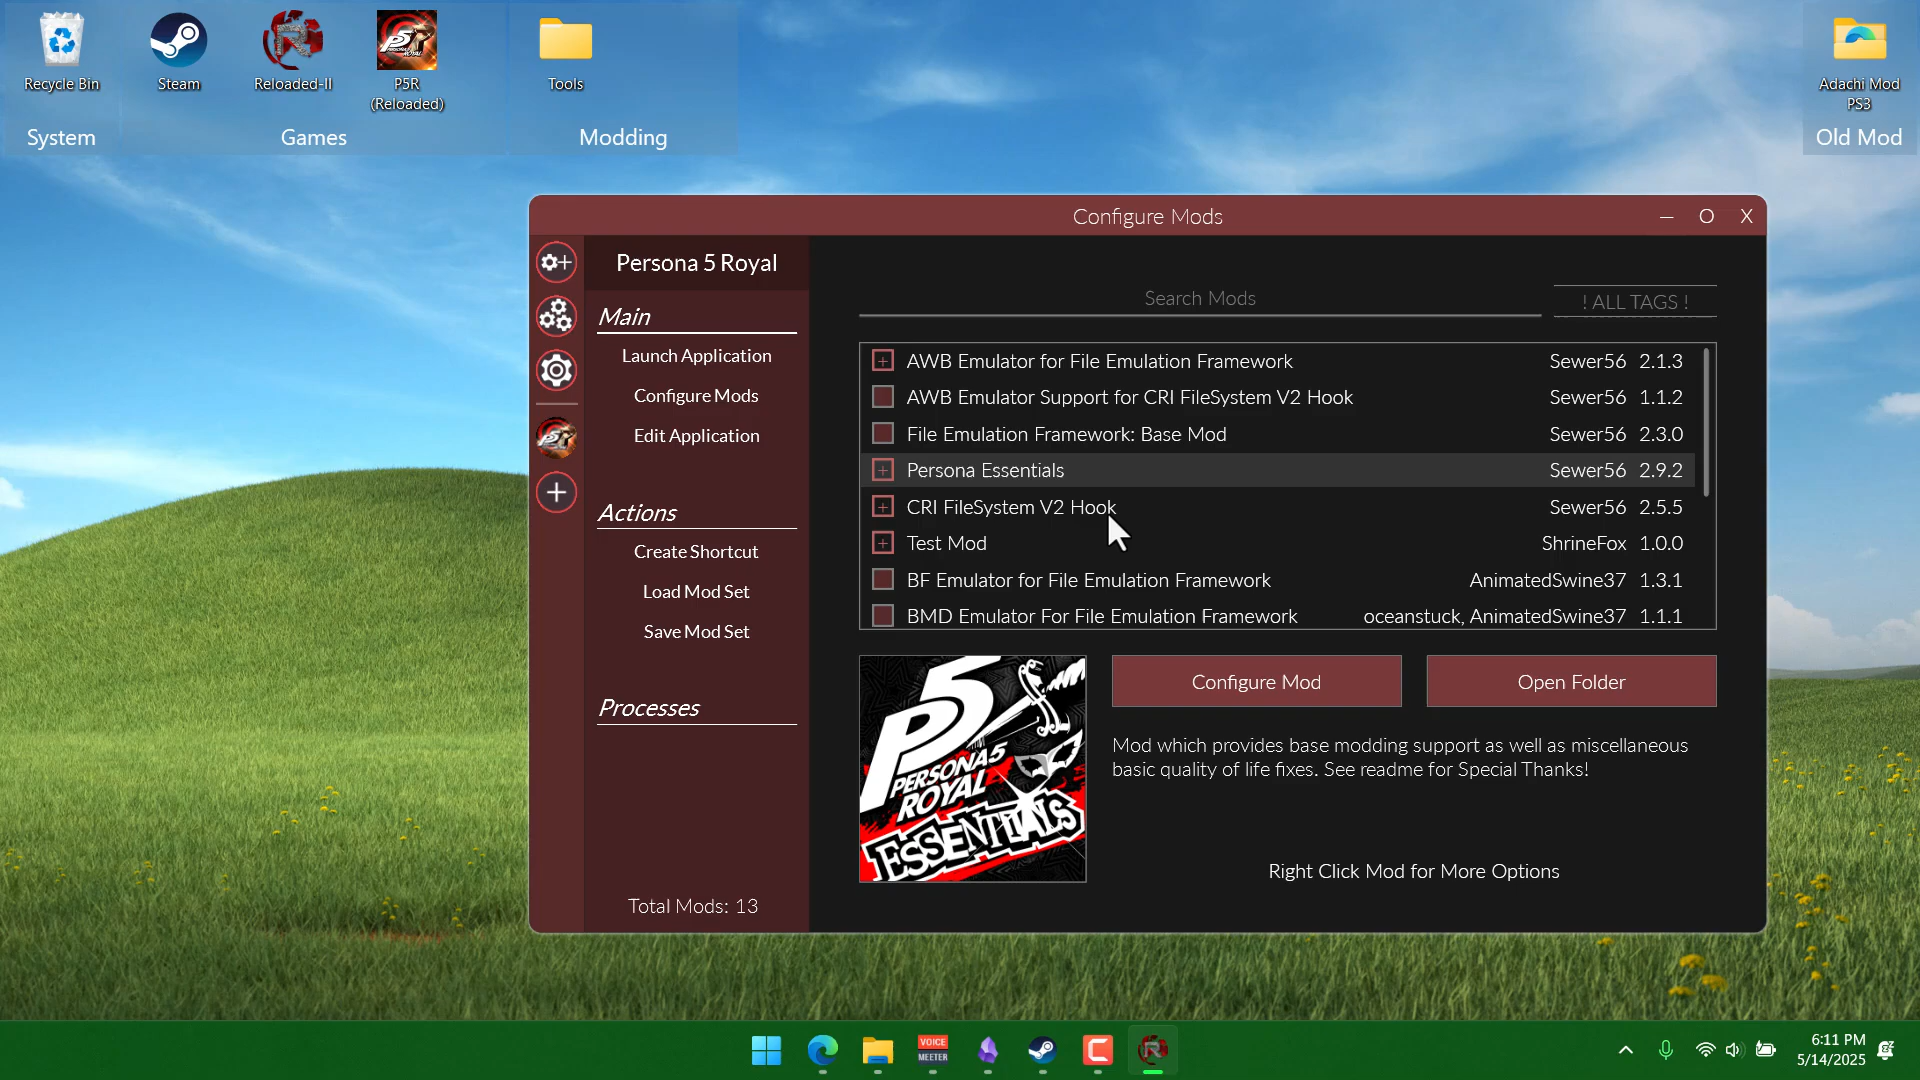 Recycle Bin
Steam
Reloaded-II
P5R
(Reloaded)
Tools
Adachi Mod
PS3
System
Games
Modding
Old Mod
Configure Mods
Persona 5 Royal
Main
Launch Application
Configure Mods
Edit Application
Actions
Create Shortcut
Load Mod Set
Save Mod Set
Processes
Total Mods: 13
Search Mods
! ALL TAGS !
AWB Emulator for File Emulation Framework Sewer56 2.1.3
AWB Emulator Support for CRI FileSystem V2 Hook Sewer56 1.1.2
File Emulation Framework: Base Mod Sewer56 2.3.0
Persona Essentials Sewer56 2.9.2
CRI FileSystem V2 Hook Sewer56 2.5.5
Test Mod ShrineFox 1.0.0
BF Emulator for File Emulation Framework AnimatedSwine37 1.3.1
BMD Emulator For File Emulation Framework oceanstuck, AnimatedSwine37 1.1.1
P5
PERSONA5
ROYAL
ESSENTIALS
Configure Mod
Open Folder
Mod which provides base modding support as well as miscellaneous
basic quality of life fixes. See readme for Special Thanks!
Right Click Mod for More Options
VOICE
MEETER
6:11 PM
5/14/2025